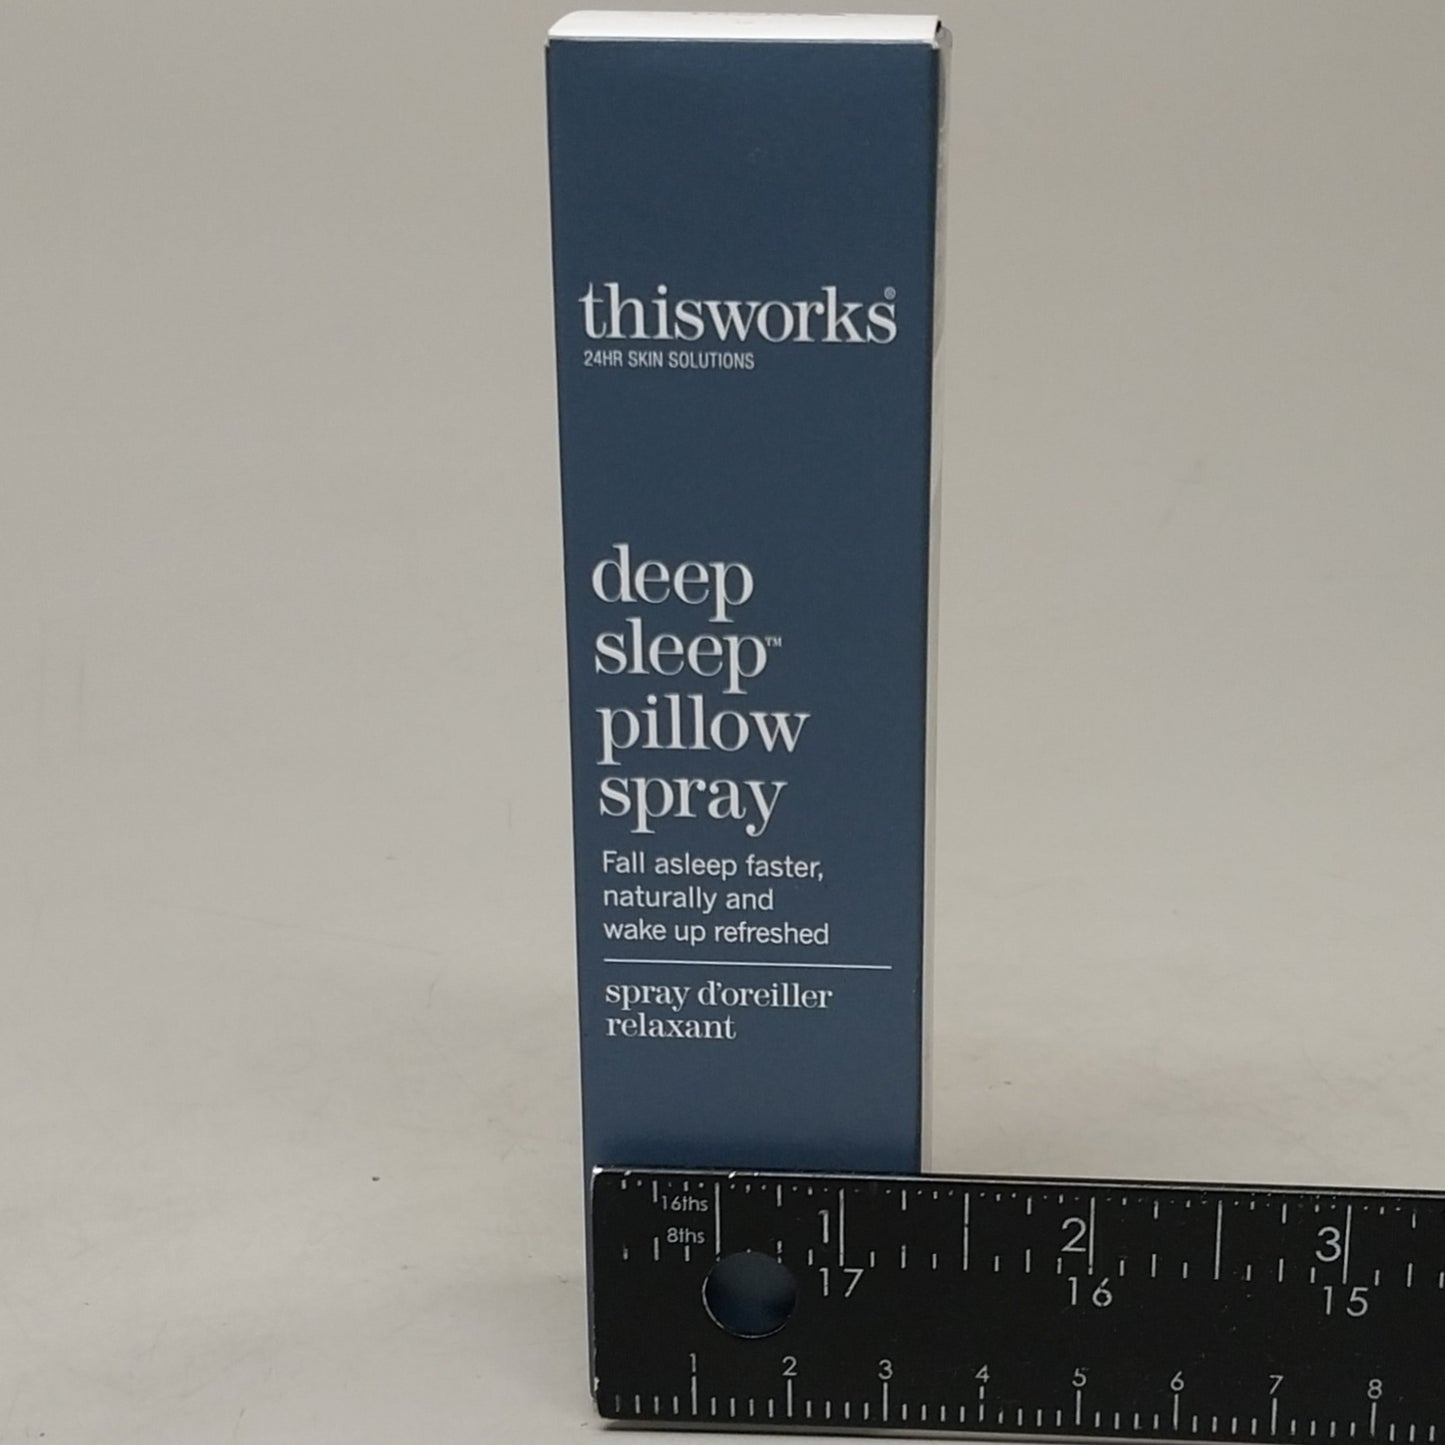 thisworks®
24HR SKIN SOLUTIONS
deep
sleep™
pillow
spray
Fall asleep faster,
naturally and
wake up refreshed
spray d'oreiller
relaxant
16ths
8ths
1 2 3
17 16 15
1 2 3 4 5 6 7 8